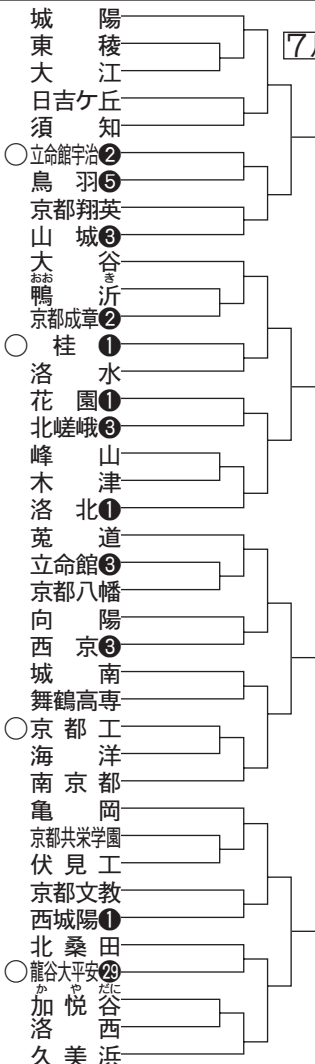 城陽
7月
東稜
大江
日吉ケ丘
須知
○立命館宇治❷
鳥羽❺
京都翔英
山城❸
大谷
おお き
鴨沂
京都成章❷
○桂❶
洛水
花園❶
北嵯峨❸
峰山
木津
洛北❶
莵道
立命館❸
京都八幡
向陽
西京❸
城南
舞鶴高専
○京都工
海洋
南京都
亀岡
京都共栄学園
伏見工
京都文教
西城陽❶
北桑田
○龍谷大平安㉙
か や だに
加悦谷
洛西
久美浜